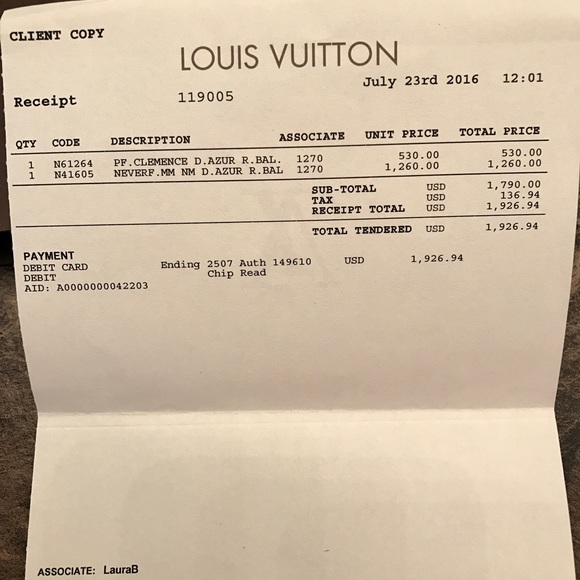 CLIENT COPY
LOUIS VUITTON
July 23rd 2016 12:01
Receipt 119005
QTY CODE DESCRIPTION ASSOCIATE UNIT PRICE TOTAL PRICE
1 N61264 PF.CLEMENCE D.AZUR R.BAL. 1270 530.00 530.00
1 N41605 NEVERF.MM NM D.AZUR R.BAL 1270 1,260.00 1,260.00
SUB-TOTAL USD 1,790.00
TAX USD 136.94
RECEIPT TOTAL USD 1,926.94
TOTAL TENDERED USD 1,926.94
PAYMENT
DEBIT CARD Ending 2507 Auth 149610 USD 1,926.94
DEBIT Chip Read
AID: A0000000042203
ASSOCIATE: LauraB